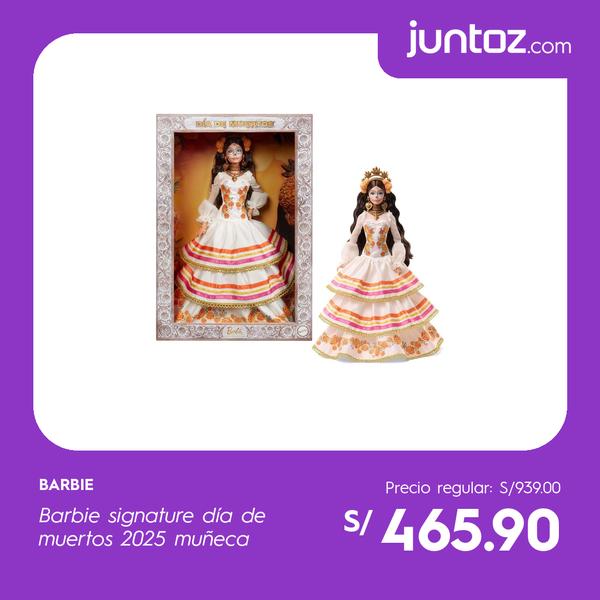 juntoz.com
DÍA DE MUERTOS
Barbie
BARBIE
Barbie signature día de
muertos 2025 muñeca
Precio regular: S/939.00
S/ 465.90